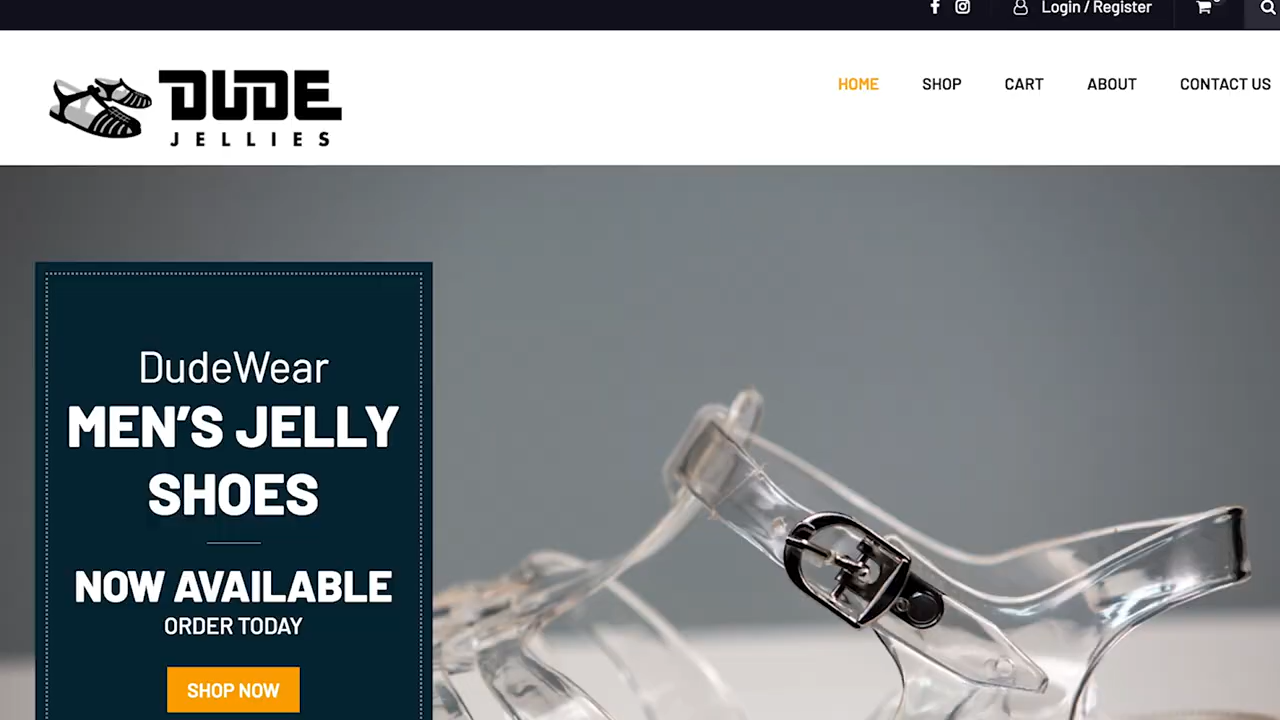 Login / Register
DUDE
JELLIES
HOME
SHOP
CART
ABOUT
CONTACT US
DudeWear
MEN'S JELLY
SHOES
NOW AVAILABLE
ORDER TODAY
SHOP NOW